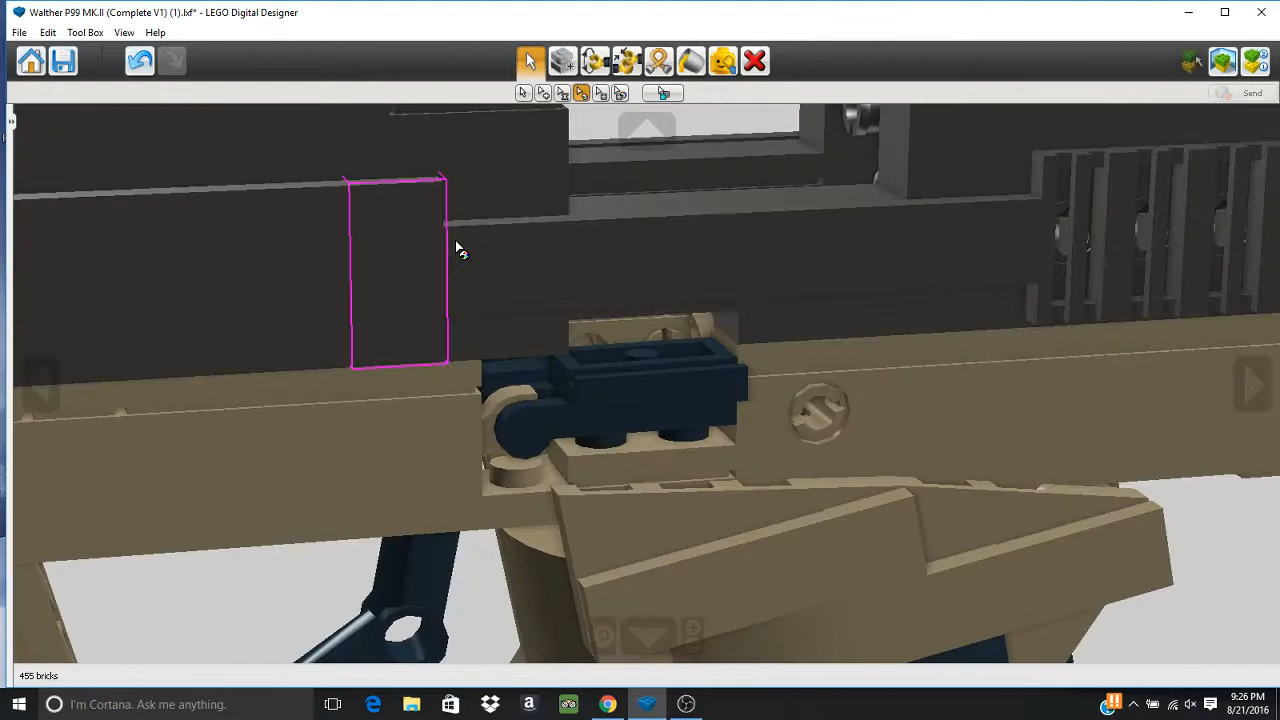 Walther P99 MK.II (Complete V1) (1).lxf* - LEGO Digital Designer
File Edit Tool Box View Help
Send
455 bricks
I'm Cortana. Ask me anything.
9:26 PM
8/21/2016